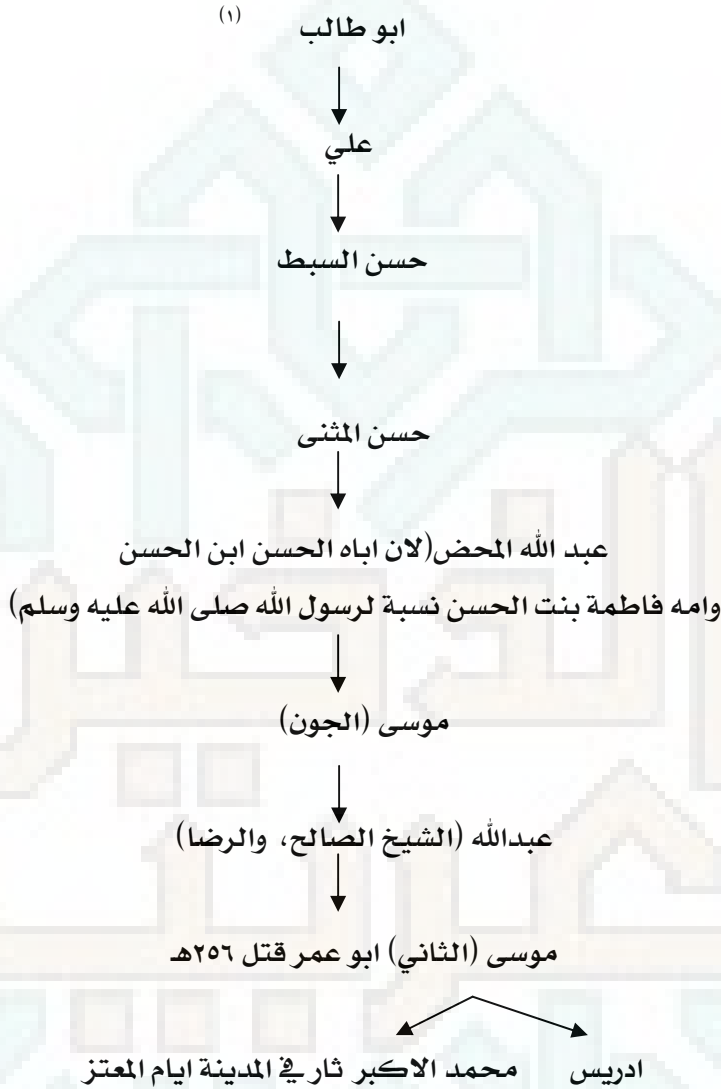 ابو طالب (١)
علي
حسن السبط
حسن المثنى
عبد الله المحض(لان اباه الحسن ابن الحسن
وامه فاطمة بنت الحسن نسبة لرسول الله صلى الله عليه وسلم)
موسى (الجون)
عبدالله (الشيخ الصالح، والرضا)
موسى (الثاني) ابو عمر قتل ٢٥٦هـ
ادريس محمد الاكبر ثار في المدينة ايام المعتز